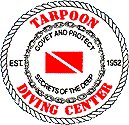 TARPOON
COVET AND PROTECT
EST. 1952
SECRETS OF THE DEEP
DIVING CENTER